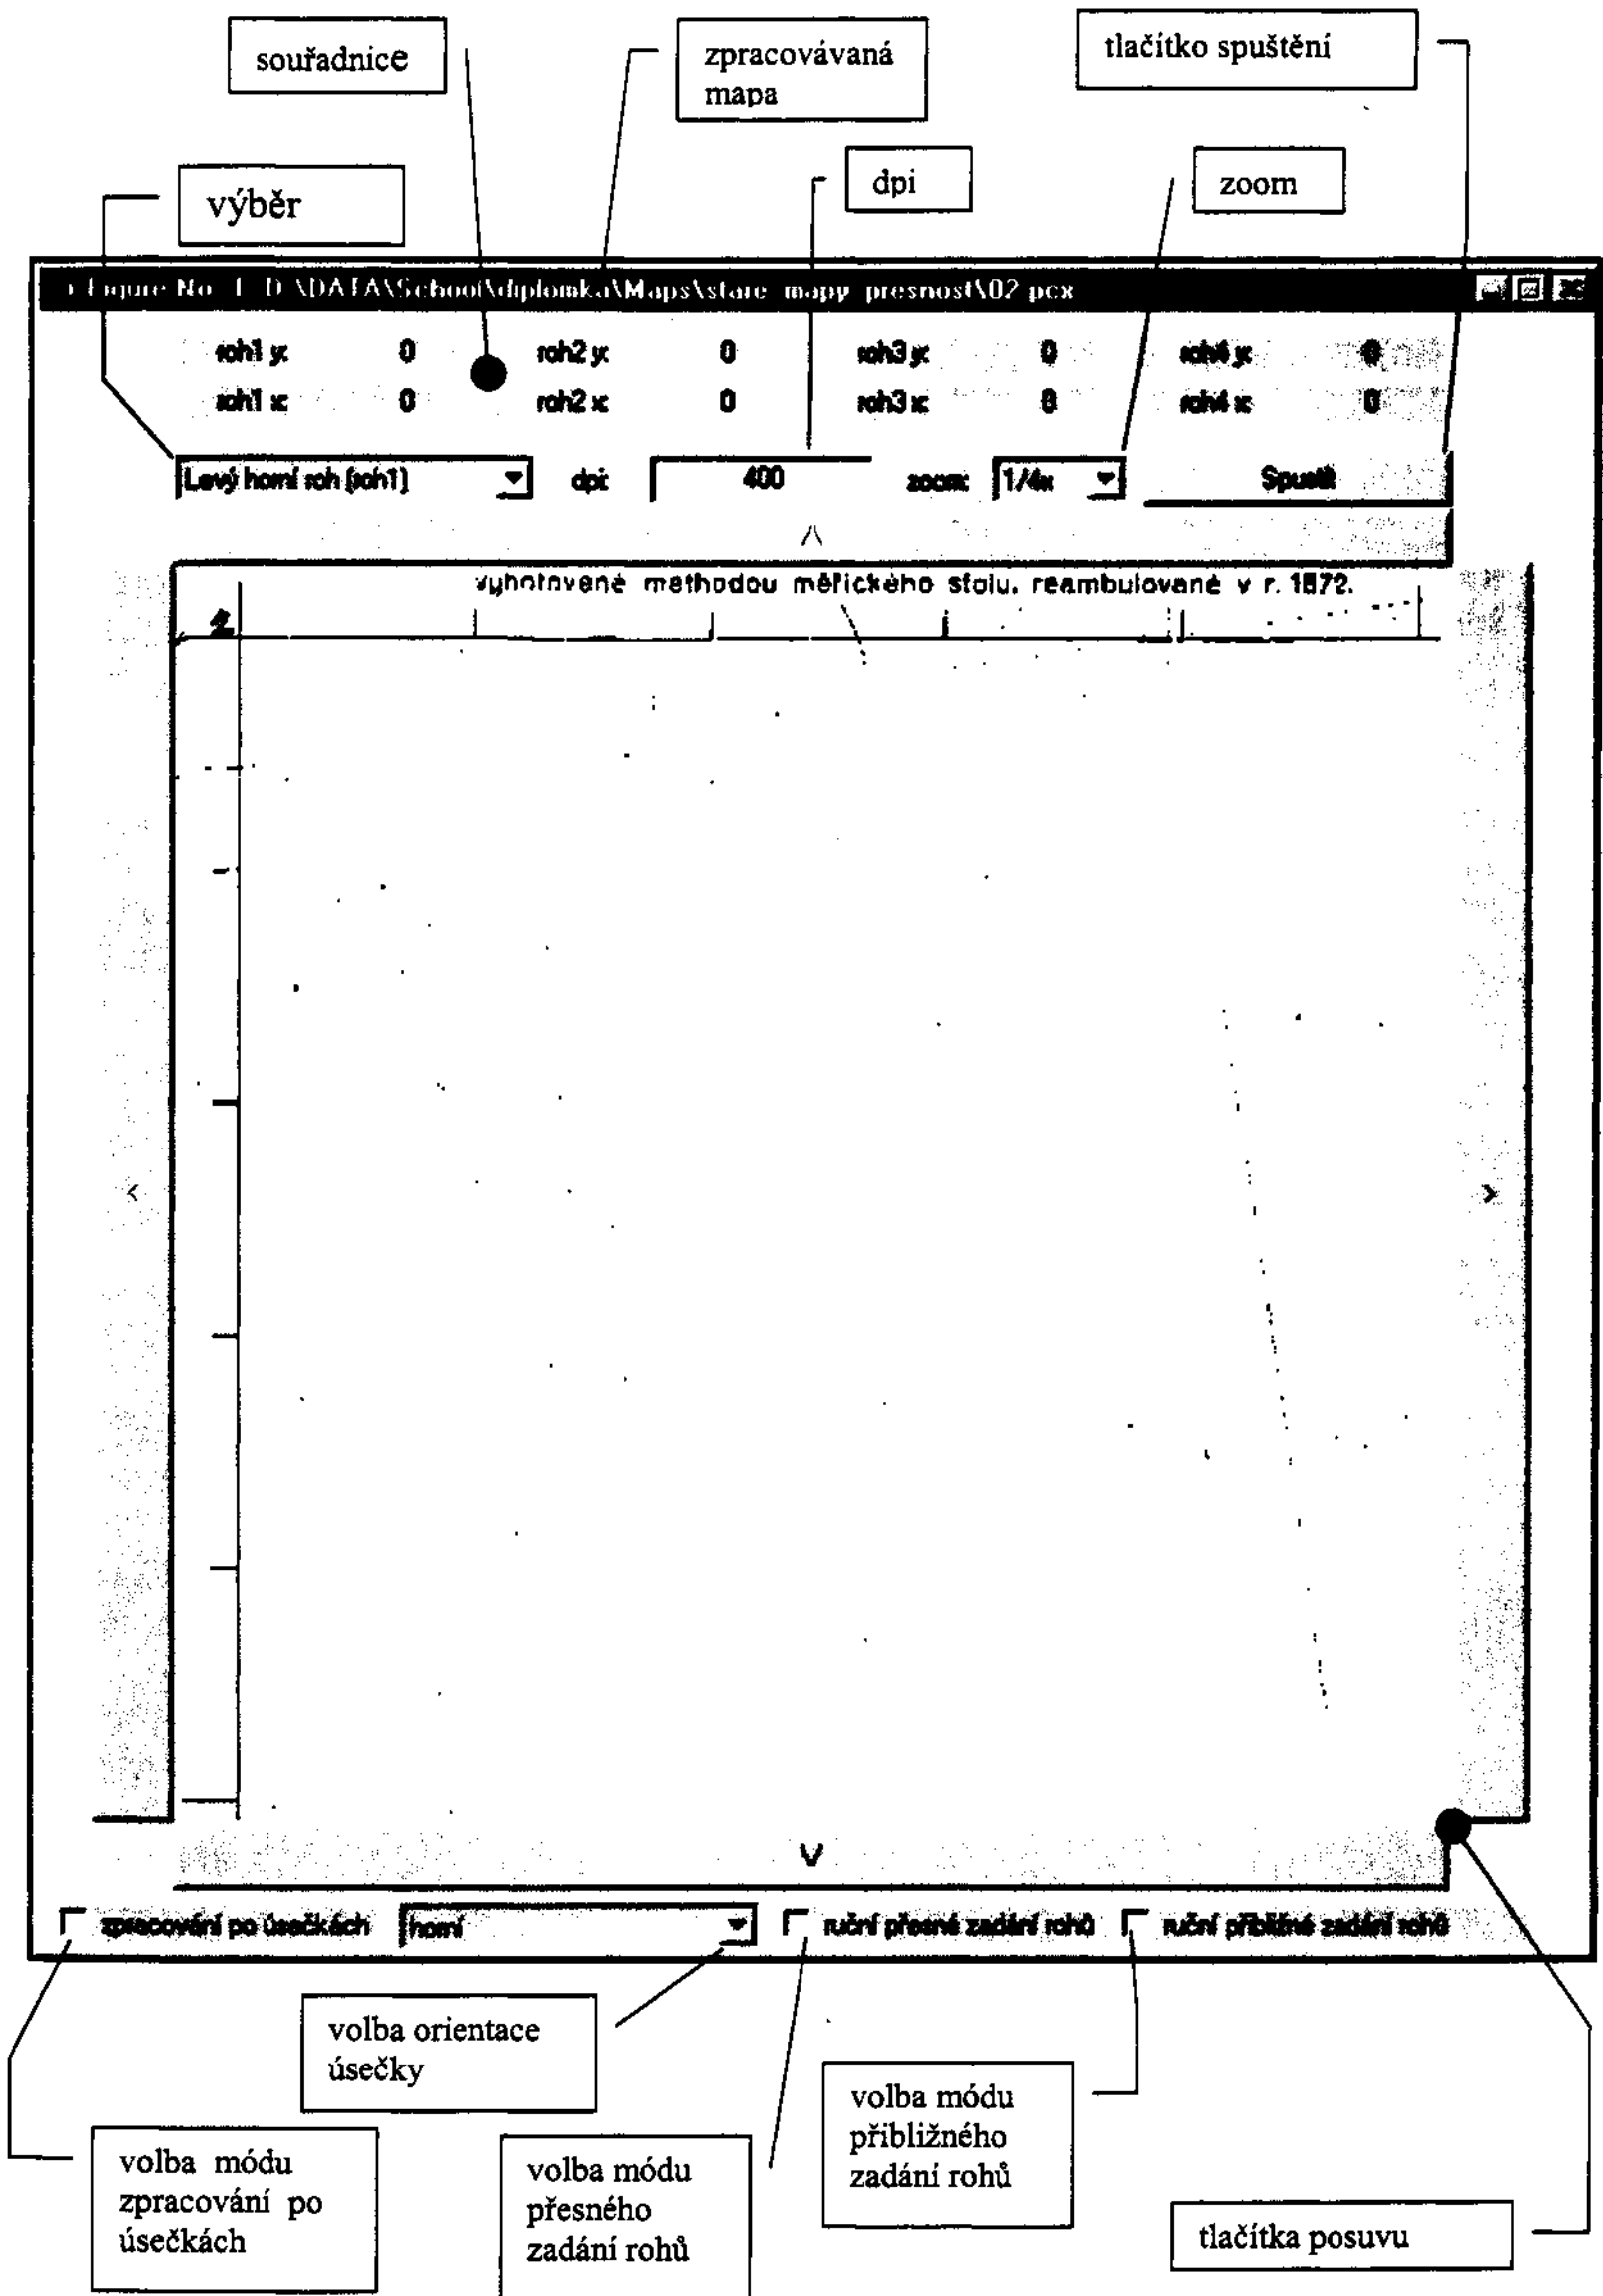 souřadnice
zpracovávaná
mapa
tlačítko spuštění
výběr
dpi
zoom
Figure No. 1 D:\DATA\School\diplomka\Maps\stare mapy presnost\02.pcx
roh1 y: 0 roh2 y: 0 roh3 y: 0 roh4 y: 0
roh1 x: 0 roh2 x: 0 roh3 x: 0 roh4 x: 0
Levý horní roh (roh1) dpi: 400 zoom: 1/4x Spustit
^
vyhotovené methodou měřického stolu, reambulované v r. 1872.
< >
v
zpracování po úsečkách horní ruční přesné zadání rohů ruční přibližné zadání rohů
volba orientace
úsečky
volba módu
přibližného
zadání rohů
volba módu
zpracování po
úsečkách
volba módu
přesného
zadání rohů
tlačítka posuvu